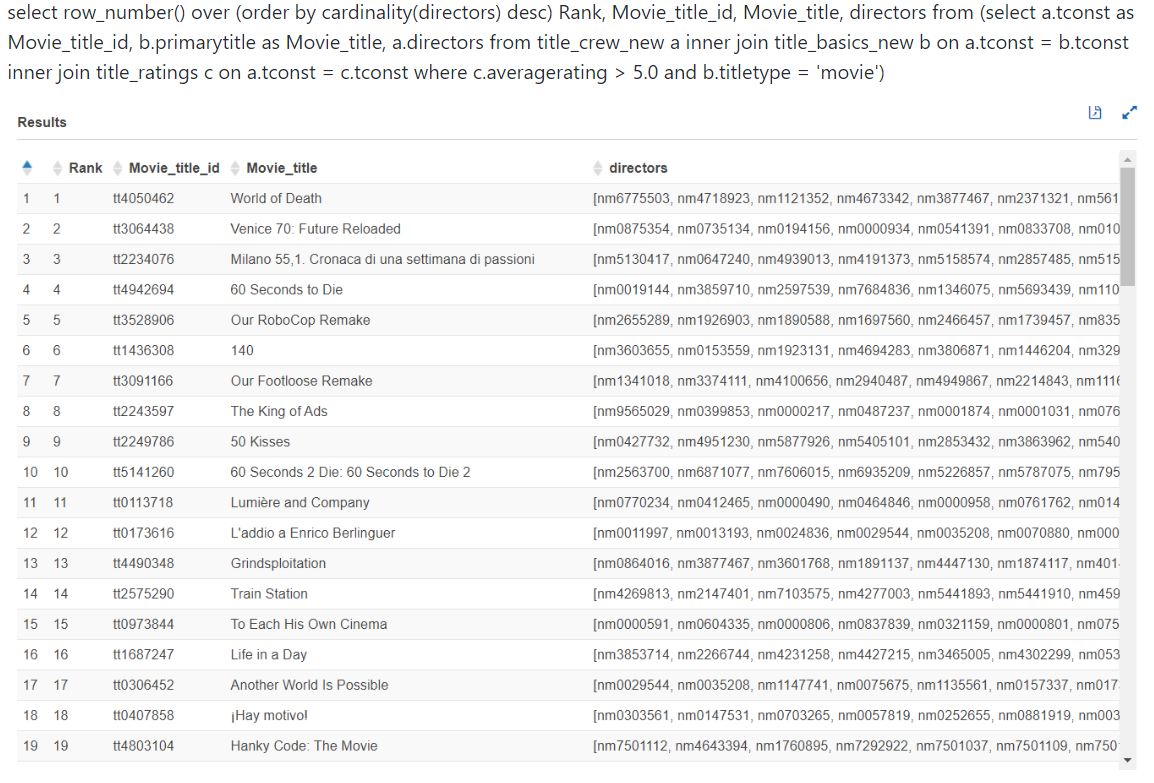 select row_number() over (order by cardinality(directors) desc) Rank, Movie_title_id, Movie_title, directors from (select a.tconst as
Movie_title_id, b.primarytitle as Movie_title, a.directors from title_crew_new a inner join title_basics_new b on a.tconst = b.tconst
inner join title_ratings c on a.tconst = c.tconst where c.averagerating > 5.0 and b.titletype = 'movie')
Results
Rank Movie_title_id Movie_title directors
1 1 tt4050462 World of Death [nm6775503, nm4718923, nm1121352, nm4673342, nm3877467, nm2371321, nm561
2 2 tt3064438 Venice 70: Future Reloaded [nm0875354, nm0735134, nm0194156, nm0000934, nm0541391, nm0833708, nm010
3 3 tt2234076 Milano 55,1. Cronaca di una settimana di passioni [nm5130417, nm0647240, nm4939013, nm4191373, nm5158574, nm2857485, nm515
4 4 tt4942694 60 Seconds to Die [nm0019144, nm3859710, nm2597539, nm7684836, nm1346075, nm5693439, nm110
5 5 tt3528906 Our RoboCop Remake [nm2655289, nm1926903, nm1890588, nm1697560, nm2466457, nm1739457, nm835
6 6 tt1436308 140 [nm3603655, nm0153559, nm1923131, nm4694283, nm3806871, nm1446204, nm329
7 7 tt3091166 Our Footloose Remake [nm1341018, nm3374111, nm4100656, nm2940487, nm4949867, nm2214843, nm1116
8 8 tt2243597 The King of Ads [nm9565029, nm0399853, nm0000217, nm0487237, nm0001874, nm0001031, nm076
9 9 tt2249786 50 Kisses [nm0427732, nm4951230, nm5877926, nm5405101, nm2853432, nm3863962, nm540
10 10 tt5141260 60 Seconds 2 Die: 60 Seconds to Die 2 [nm2563700, nm6871077, nm7606015, nm6935209, nm5226857, nm5787075, nm795
11 11 tt0113718 Lumière and Company [nm0770234, nm0412465, nm0000490, nm0464846, nm0000958, nm0761762, nm014
12 12 tt0173616 L'addio a Enrico Berlinguer [nm0011997, nm0013193, nm0024836, nm0029544, nm0035208, nm0070880, nm000
13 13 tt4490348 Grindsploitation [nm0864016, nm3877467, nm3601768, nm1891137, nm4447130, nm1874117, nm401
14 14 tt2575290 Train Station [nm4269813, nm2147401, nm7103575, nm4277003, nm5441893, nm5441910, nm459
15 15 tt0973844 To Each His Own Cinema [nm0000591, nm0604335, nm0000806, nm0837839, nm0321159, nm0000801, nm075
16 16 tt1687247 Life in a Day [nm3853714, nm2266744, nm4231258, nm4427215, nm3465005, nm4302299, nm053
17 17 tt0306452 Another World Is Possible [nm0029544, nm0035208, nm1147741, nm0075675, nm1135561, nm0157337, nm017
18 18 tt0407858 ¡Hay motivo! [nm0303561, nm0147531, nm0703265, nm0057819, nm0252655, nm0881919, nm003
19 19 tt4803104 Hanky Code: The Movie [nm7501112, nm4643394, nm1760895, nm7292922, nm7501037, nm7501109, nm750